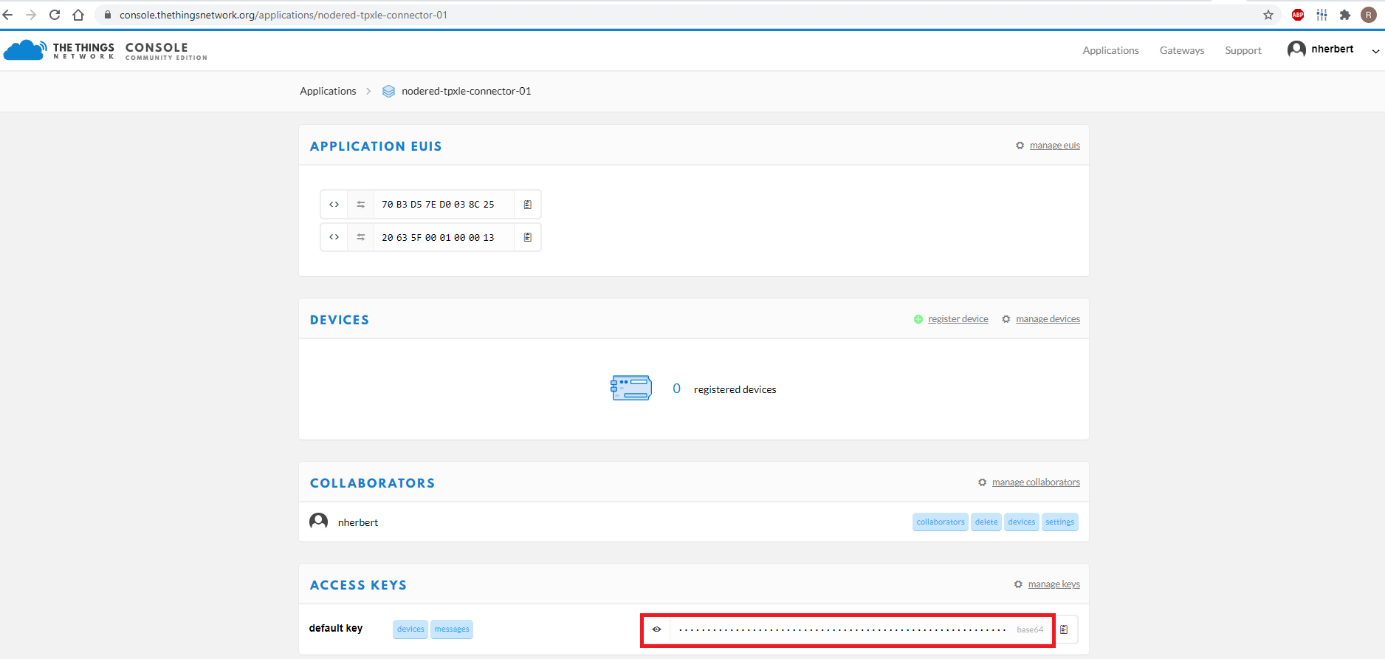 console.thethingsnetwork.org/applications/nodered-tpxle-connector-01
ABP
R
THE THINGS NETWORK
CONSOLE
COMMUNITY EDITION
Applications Gateways Support nherbert
Applications > nodered-tpxle-connector-01
APPLICATION EUIS manage euis
<> 70 B3 D5 7E D0 03 8C 25
<> 20 63 5F 00 01 00 00 13
DEVICES register device manage devices
0 registered devices
COLLABORATORS manage collaborators
nherbert collaborators delete devices settings
ACCESS KEYS manage keys
default key devices messages base64